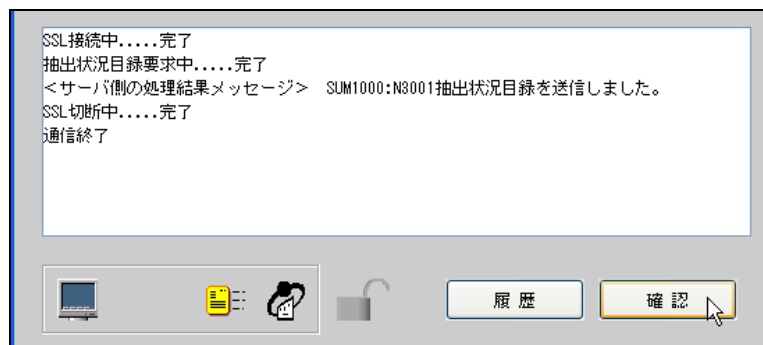 SSL接続中.....完了
抽出状況目録要求中.....完了
<サーバ側の処理結果メッセージ>　SUM1000:N3001抽出状況目録を送信しました。
SSL切断中.....完了
通信終了
履 歴
確 認